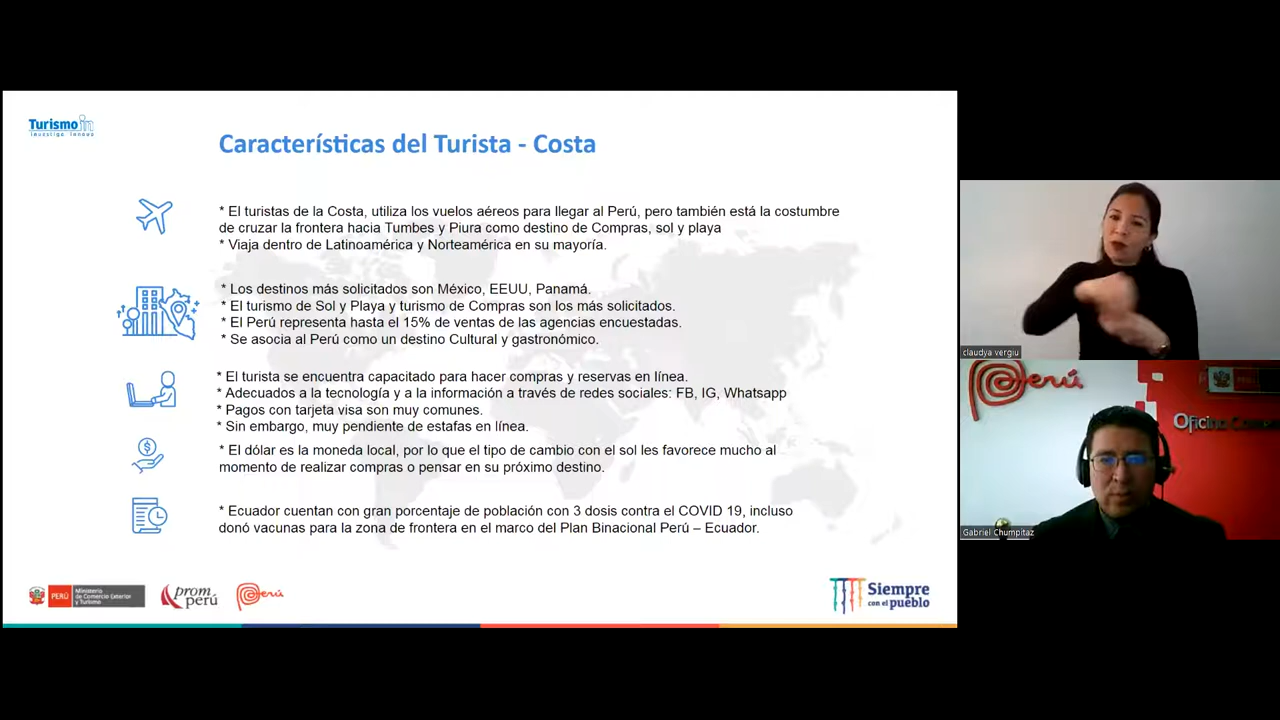 Turismo in
Investiga Innova
Características del Turista - Costa
* El turistas de la Costa, utiliza los vuelos aéreos para llegar al Perú, pero también está la costumbre
de cruzar la frontera hacia Tumbes y Piura como destino de Compras, sol y playa
* Viaja dentro de Latinoamérica y Norteamérica en su mayoría.
* Los destinos más solicitados son México, EEUU, Panamá.
* El turismo de Sol y Playa y turismo de Compras son los más solicitados.
* El Perú representa hasta el 15% de ventas de las agencias encuestadas.
* Se asocia al Perú como un destino Cultural y gastronómico.
* El turista se encuentra capacitado para hacer compras y reservas en línea.
* Adecuados a la tecnología y a la información a través de redes sociales: FB, IG, Whatsapp
* Pagos con tarjeta visa son muy comunes.
* Sin embargo, muy pendiente de estafas en línea.
* El dólar es la moneda local, por lo que el tipo de cambio con el sol les favorece mucho al
momento de realizar compras o pensar en su próximo destino.
* Ecuador cuentan con gran porcentaje de población con 3 dosis contra el COVID 19, incluso
donó vacunas para la zona de frontera en el marco del Plan Binacional Perú – Ecuador.
PERÚ
Ministerio
de Comercio Exterior
y Turismo
prom
perú
Perú
Siempre
con el pueblo
claudya vergiu
Perú
Oficina
Gabriel Chumpitaz